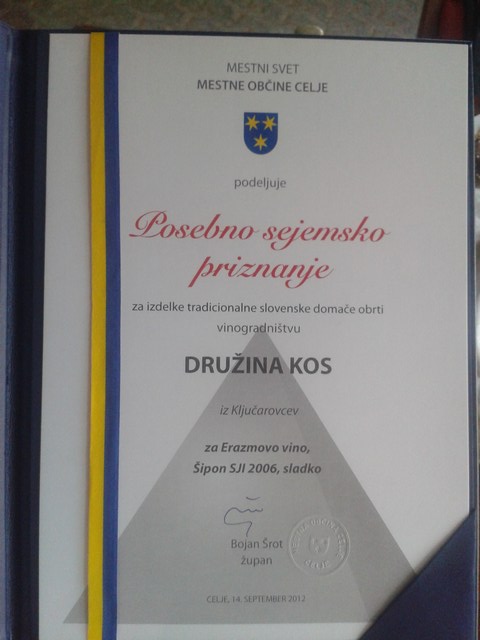 MESTNI SVET
MESTNE OBČINE CELJE
podeljuje
Posebno sejemsko
priznanje
za izdelke tradicionalne slovenske domače obrti
vinogradništvu
DRUŽINA KOS
iz Ključarovcev
za Erazmovo vino,
Šipon SJI 2006, sladko
Bojan Šrot
župan
CELJE
CELJE, 14. SEPTEMBER 2012